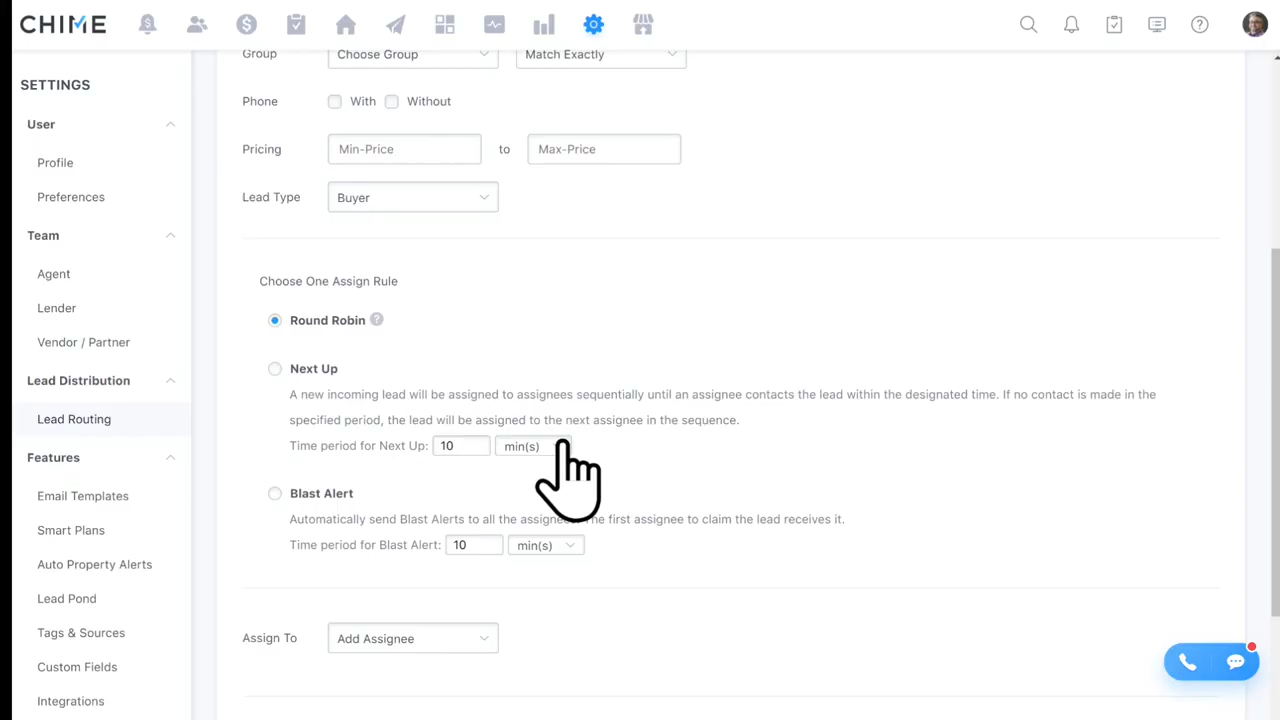 CHIME
SETTINGS
User
Profile
Preferences
Team
Agent
Lender
Vendor / Partner
Lead Distribution
Lead Routing
Features
Email Templates
Smart Plans
Auto Property Alerts
Lead Pond
Tags & Sources
Custom Fields
Integrations
Group Choose Group Match Exactly
Phone With Without
Pricing Min-Price to Max-Price
Lead Type Buyer
Choose One Assign Rule
Round Robin ?
Next Up
A new incoming lead will be assigned to assignees sequentially until an assignee contacts the lead within the designated time. If no contact is made in the
specified period, the lead will be assigned to the next assignee in the sequence.
Time period for Next Up: 10 min(s)
Blast Alert
Automatically send Blast Alerts to all the first assignee to claim the lead receives it.
Time period for Blast Alert: 10 min(s)
Assign To Add Assignee